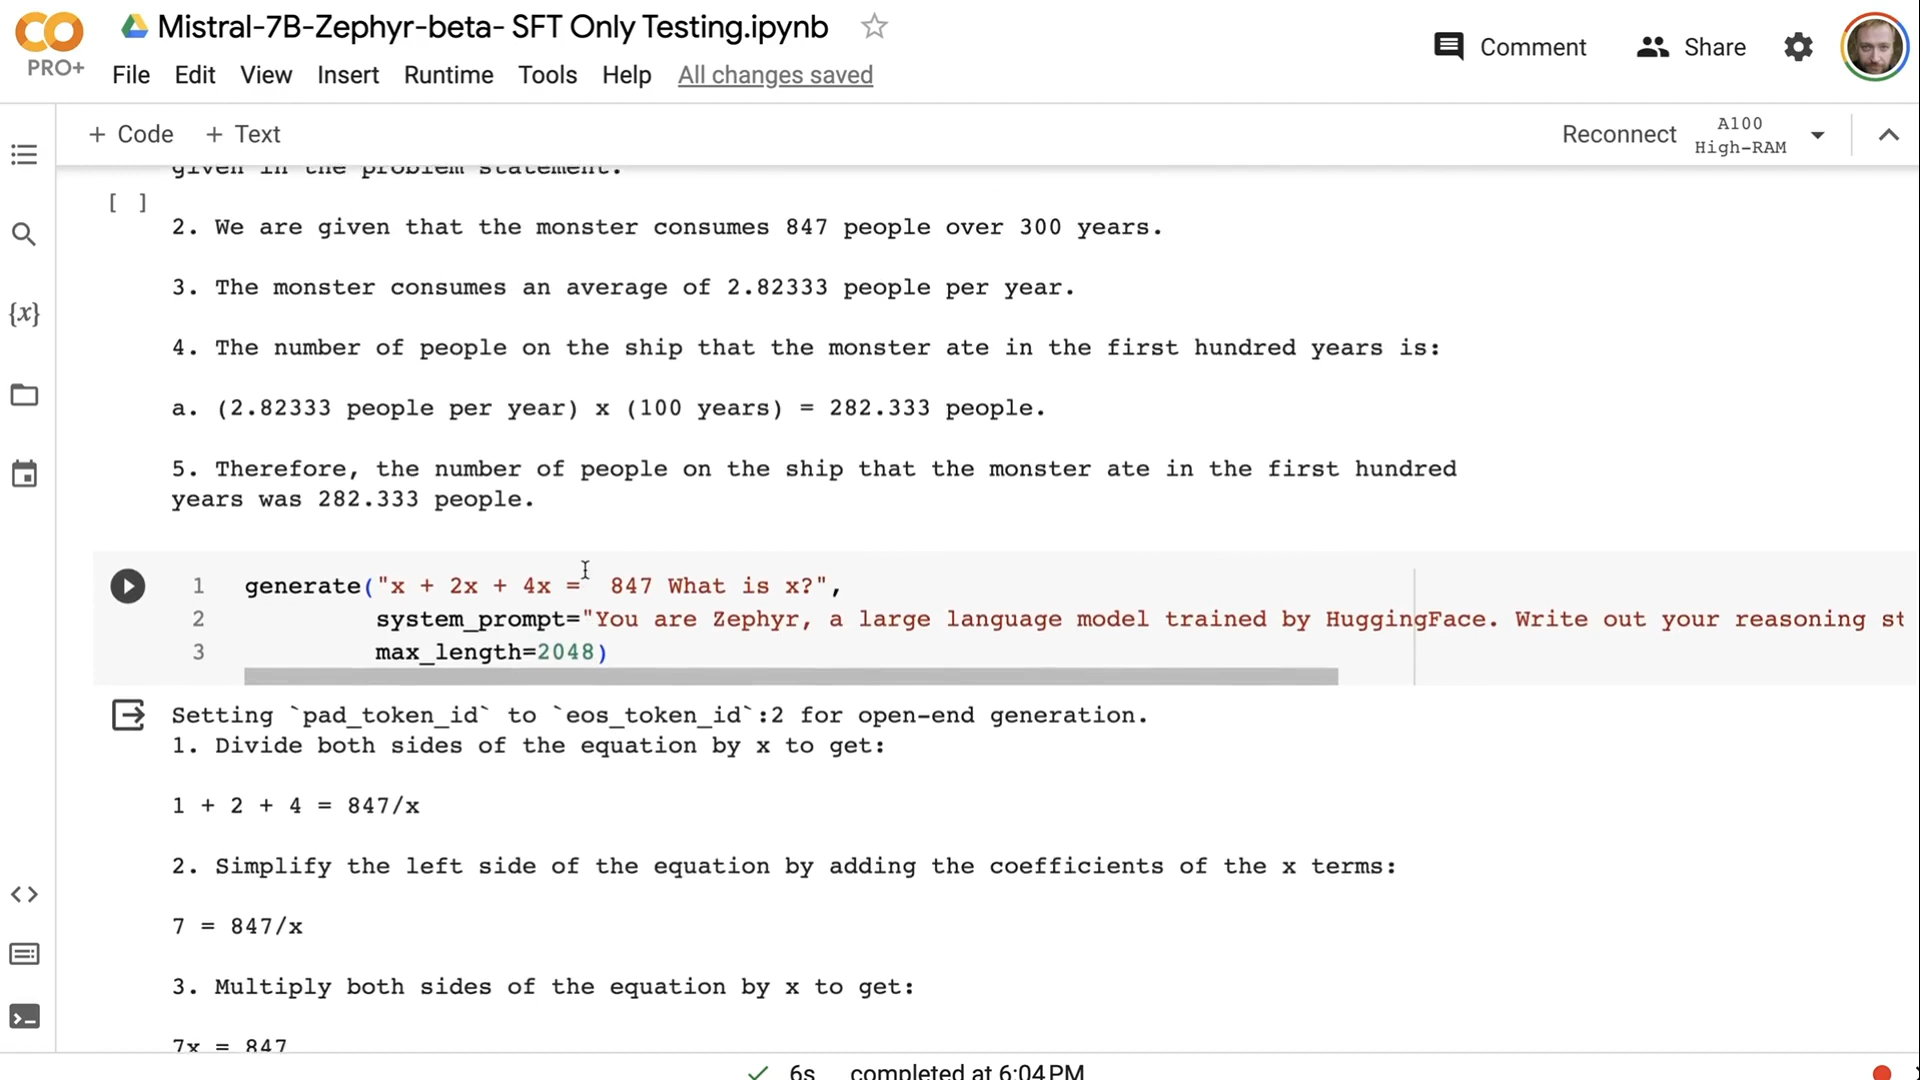 Mistral-7B-Zephyr-beta- SFT Only Testing.ipynb
PRO+
File Edit View Insert Runtime Tools Help All changes saved
Comment Share
+ Code + Text
Reconnect A100 High-RAM
given in the problem statement.
[ ]
2. We are given that the monster consumes 847 people over 300 years.
3. The monster consumes an average of 2.82333 people per year.
{x}
4. The number of people on the ship that the monster ate in the first hundred years is:
a. (2.82333 people per year) x (100 years) = 282.333 people.
5. Therefore, the number of people on the ship that the monster ate in the first hundred
years was 282.333 people.
1 generate("x + 2x + 4x =  847 What is x?",
2 system_prompt="You are Zephyr, a large language model trained by HuggingFace. Write out your reasoning st
3 max_length=2048)
Setting `pad_token_id` to `eos_token_id`:2 for open-end generation.
1. Divide both sides of the equation by x to get:
1 + 2 + 4 = 847/x
2. Simplify the left side of the equation by adding the coefficients of the x terms:
7 = 847/x
3. Multiply both sides of the equation by x to get:
7x = 847
6s completed at 6:04 PM